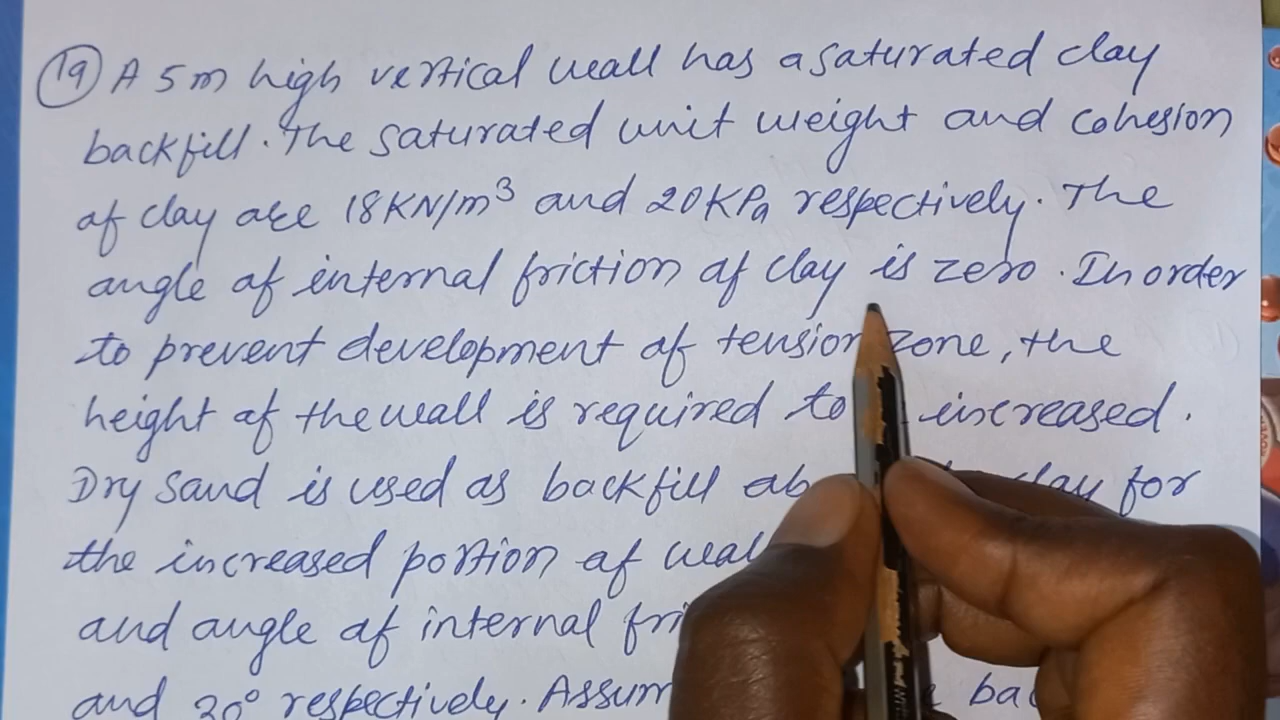 19 A 5m high vertical wall has a saturated clay
backfill. The saturated unit weight and cohesion
of clay are 18KN/m³ and 20KPa respectively. The
angle of internal friction of clay is zero. In order
to prevent development of tension zone, the
height of the wall is required to increased.
Dry sand is used as backfill clay for
the increased portion of
and angle of internal
and 30° respectively.